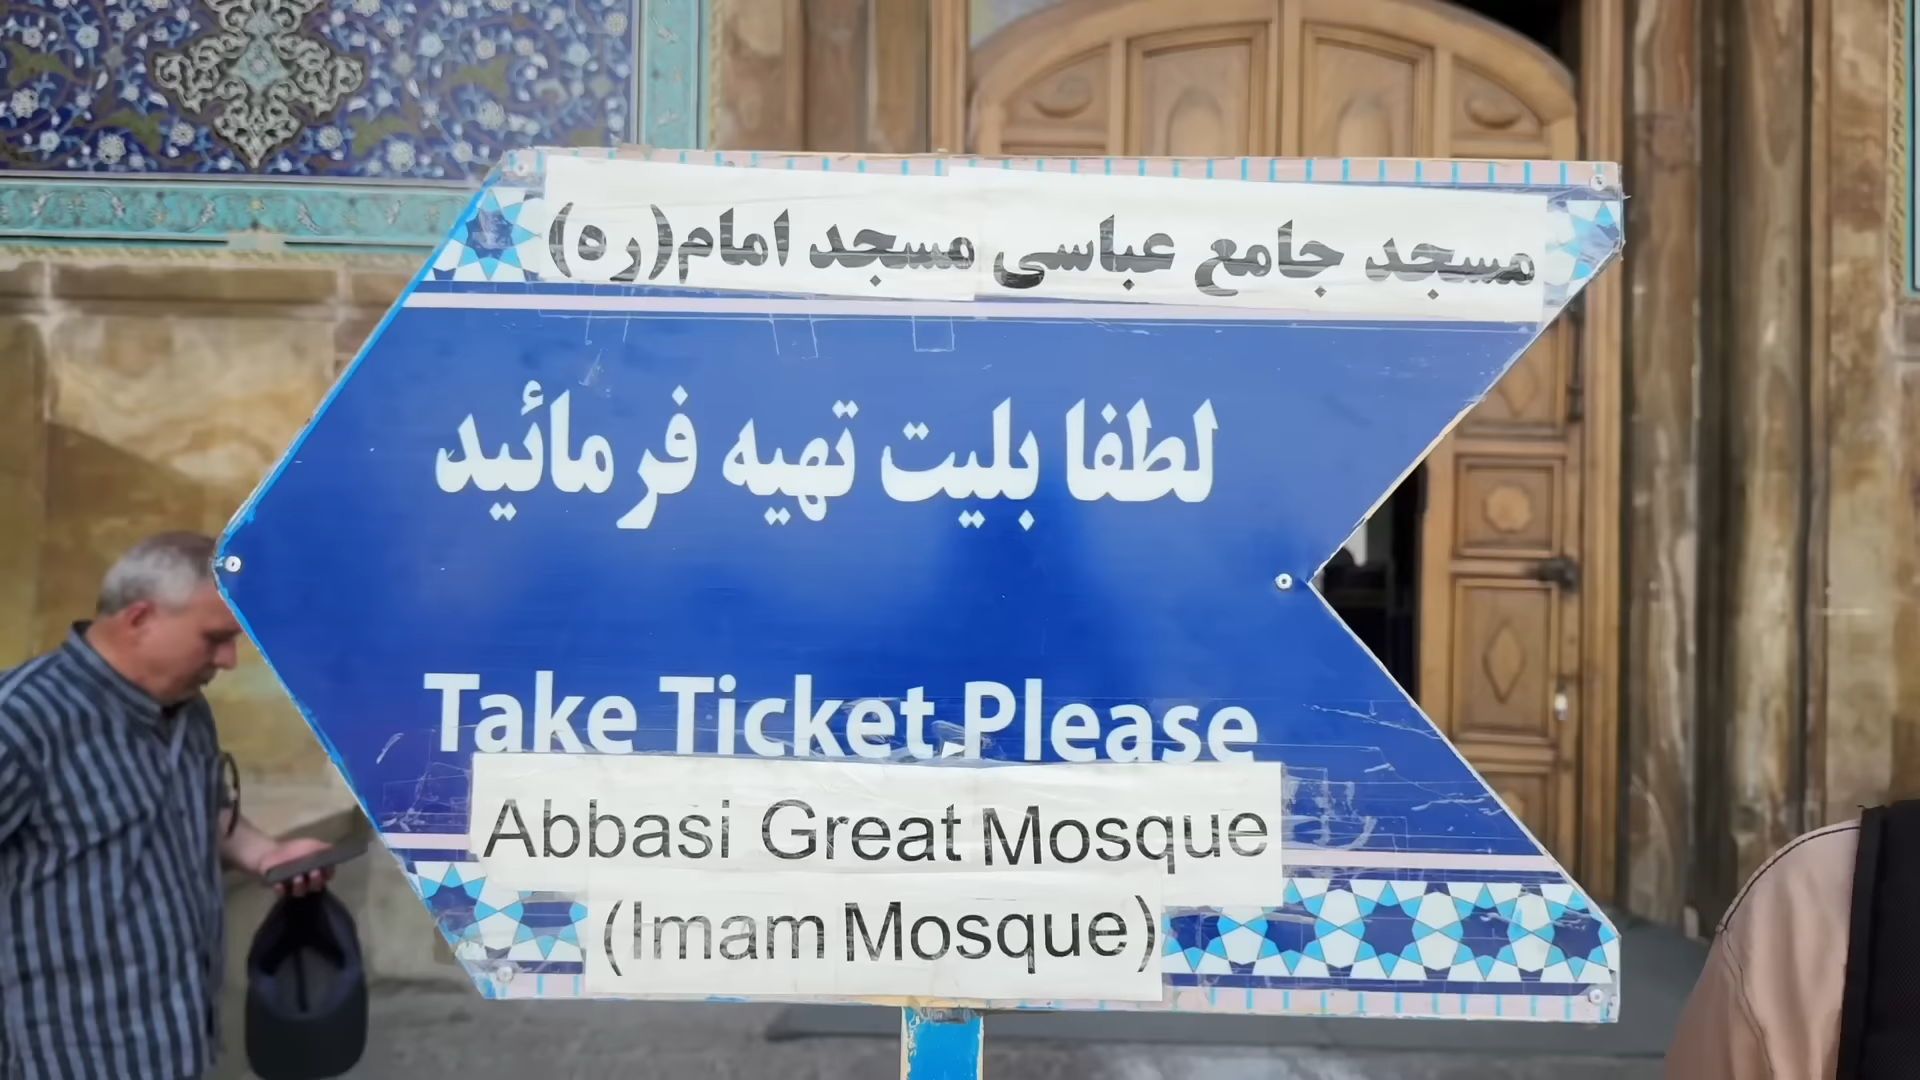 مسجد جامع عباسی مسجد امام(ره)
لطفا بلیت تهیه فرمائید
Take Ticket Please
Abbasi Great Mosque
(Imam Mosque)